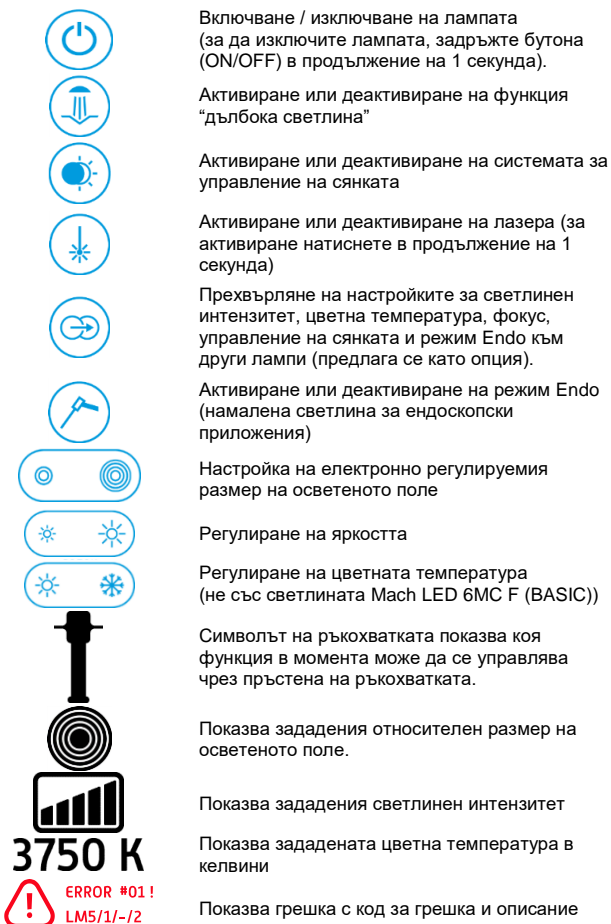 Включване / изключване на лампата
(за да изключите лампата, задръжте бутона
(ON/OFF) в продължение на 1 секунда).
Активиране или деактивиране на функция
“дълбока светлина”
Активиране или деактивиране на системата за
управление на сянката
Активиране или деактивиране на лазера (за
активиране натиснете в продължение на 1
секунда)
Прехвърляне на настройките за светлинен
интензитет, цветна температура, фокус,
управление на сянката и режим Endo към
други лампи (предлага се като опция).
Активиране или деактивиране на режим Endo
(намалена светлина за ендоскопски
приложения)
Настройка на електронно регулируемия
размер на осветеното поле
Регулиране на яркостта
Регулиране на цветната температура
(не със светлината Mach LED 6MC F (BASIC))
Символът на ръкохватката показва коя
функция в момента може да се управлява
чрез пръстена на ръкохватката.
Показва зададения относителен размер на
осветеното поле.
Показва зададения светлинен интензитет
3750 K
Показва зададената цветна температура в
келвини
ERROR #01!
LM5/1/-/2
Показва грешка с код за грешка и описание